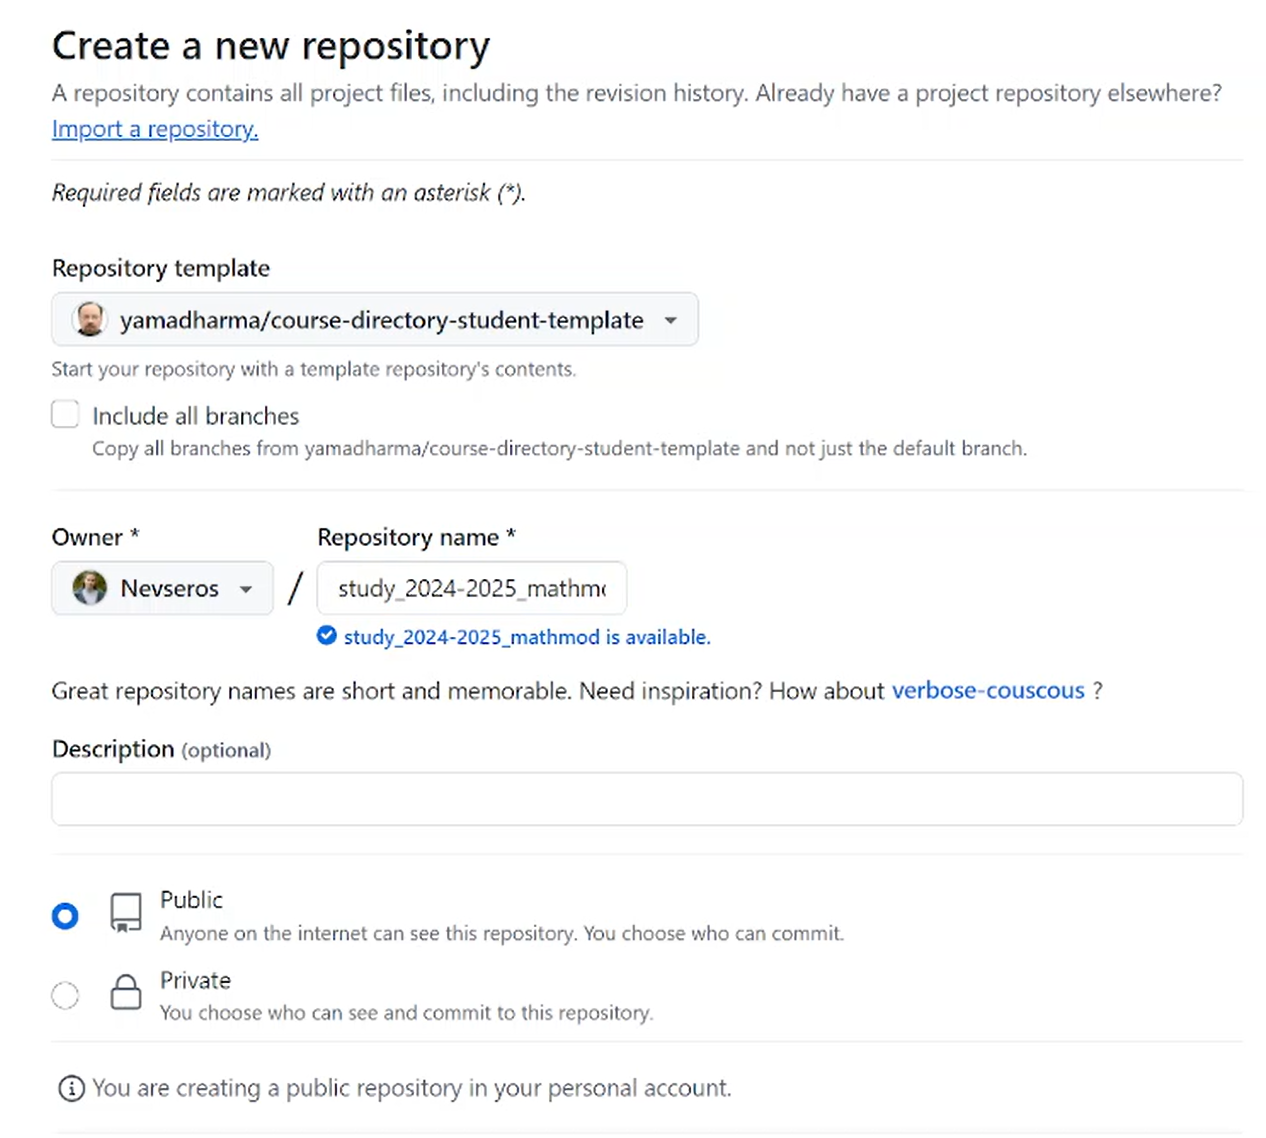 Create a new repository
A repository contains all project files, including the revision history. Already have a project repository elsewhere?
Import a repository.
Required fields are marked with an asterisk (*).
Repository template
yamadharma/course-directory-student-template
Start your repository with a template repository's contents.
Include all branches
Copy all branches from yamadharma/course-directory-student-template and not just the default branch.
Owner * Repository name *
Nevseros / study_2024-2025_mathmo
study_2024-2025_mathmod is available.
Great repository names are short and memorable. Need inspiration? How about verbose-couscous ?
Description (optional)
Public
Anyone on the internet can see this repository. You choose who can commit.
Private
You choose who can see and commit to this repository.
You are creating a public repository in your personal account.